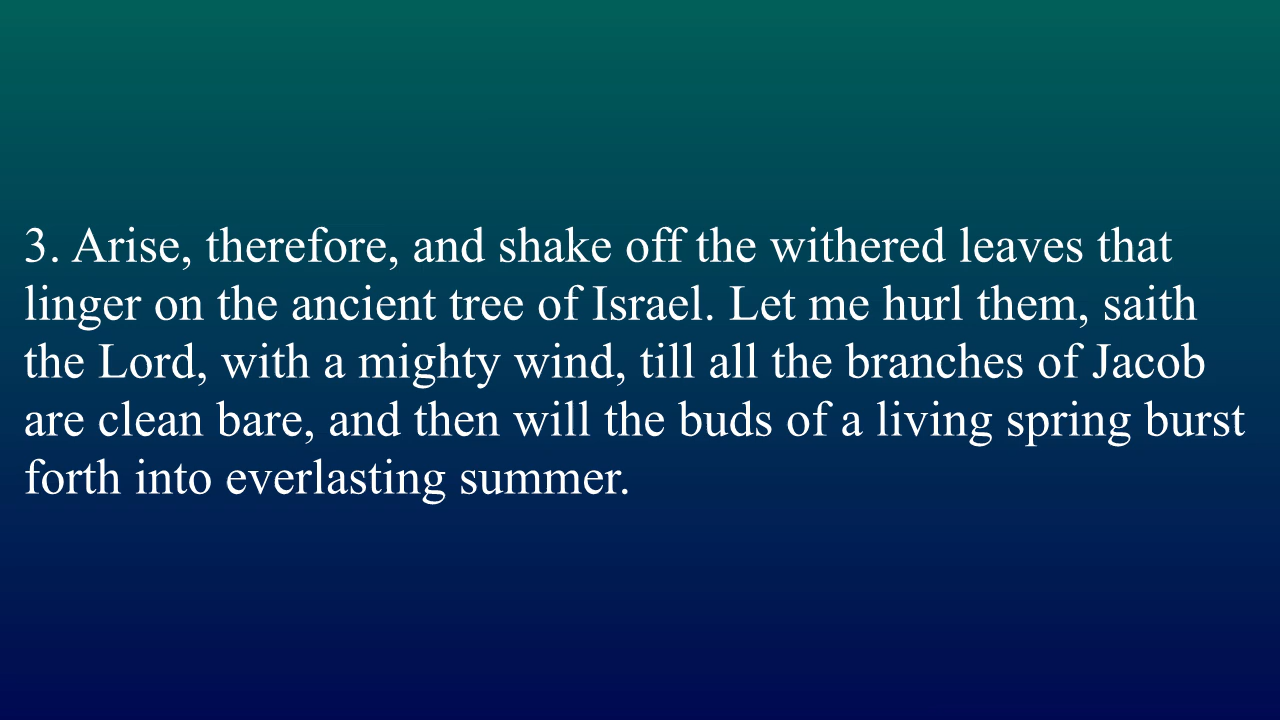 3. Arise, therefore, and shake off the withered leaves that
linger on the ancient tree of Israel. Let me hurl them, saith
the Lord, with a mighty wind, till all the branches of Jacob
are clean bare, and then will the buds of a living spring burst
forth into everlasting summer.